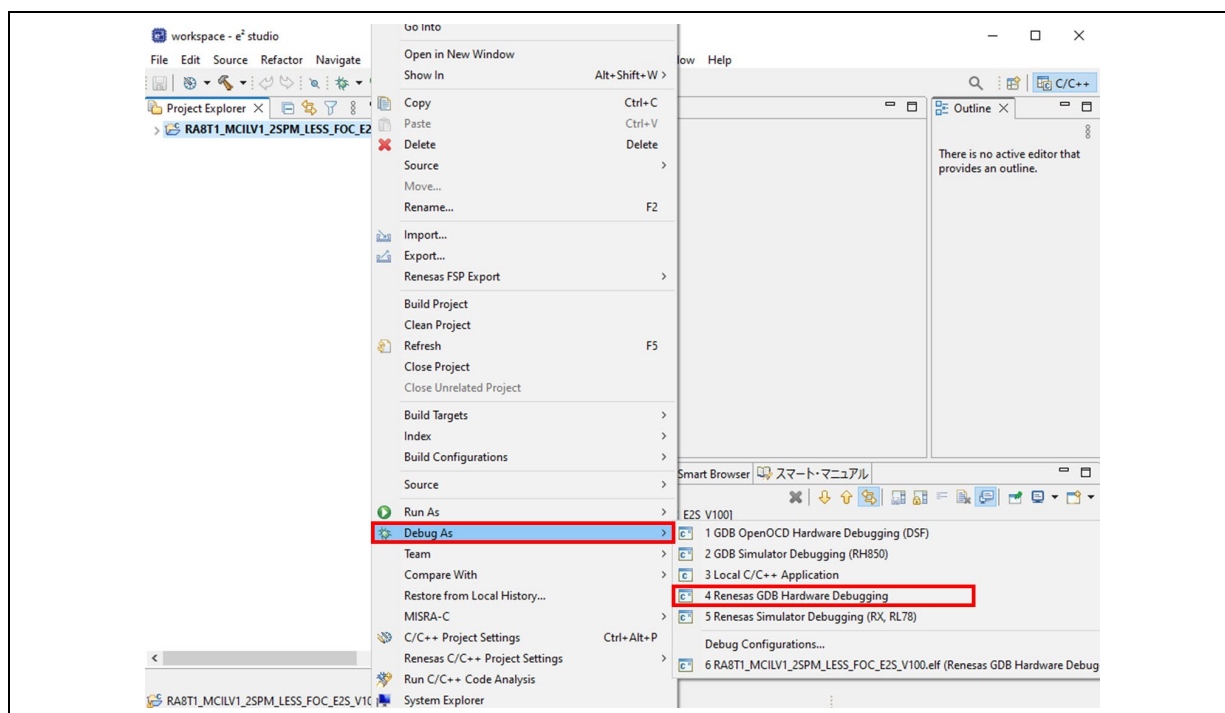 workspace - e² studio
File Edit Source Refactor Navigate
low Help
C/C++
Project Explorer
RA8T1_MCILV1_2SPM_LESS_FOC_E2
Outline
There is no active editor that
provides an outline.
Go Into
Open in New Window
Show In Alt+Shift+W >
Copy Ctrl+C
Paste Ctrl+V
Delete Delete
Source >
Move...
Rename... F2
Import...
Export...
Renesas FSP Export >
Build Project
Clean Project
Refresh F5
Close Project
Close Unrelated Project
Build Targets >
Index >
Build Configurations >
Source >
Run As >
Debug As >
Team >
Compare With >
Restore from Local History...
MISRA-C >
C/C++ Project Settings Ctrl+Alt+P
Renesas C/C++ Project Settings >
Run C/C++ Code Analysis
System Explorer
Smart Browser スマート・マニュアル
E2S V100]
1 GDB OpenOCD Hardware Debugging (DSF)
2 GDB Simulator Debugging (RH850)
3 Local C/C++ Application
4 Renesas GDB Hardware Debugging
5 Renesas Simulator Debugging (RX, RL78)
Debug Configurations...
6 RA8T1_MCILV1_2SPM_LESS_FOC_E2S_V100.elf (Renesas GDB Hardware Debug
RA8T1_MCILV1_2SPM_LESS_FOC_E2S_V10